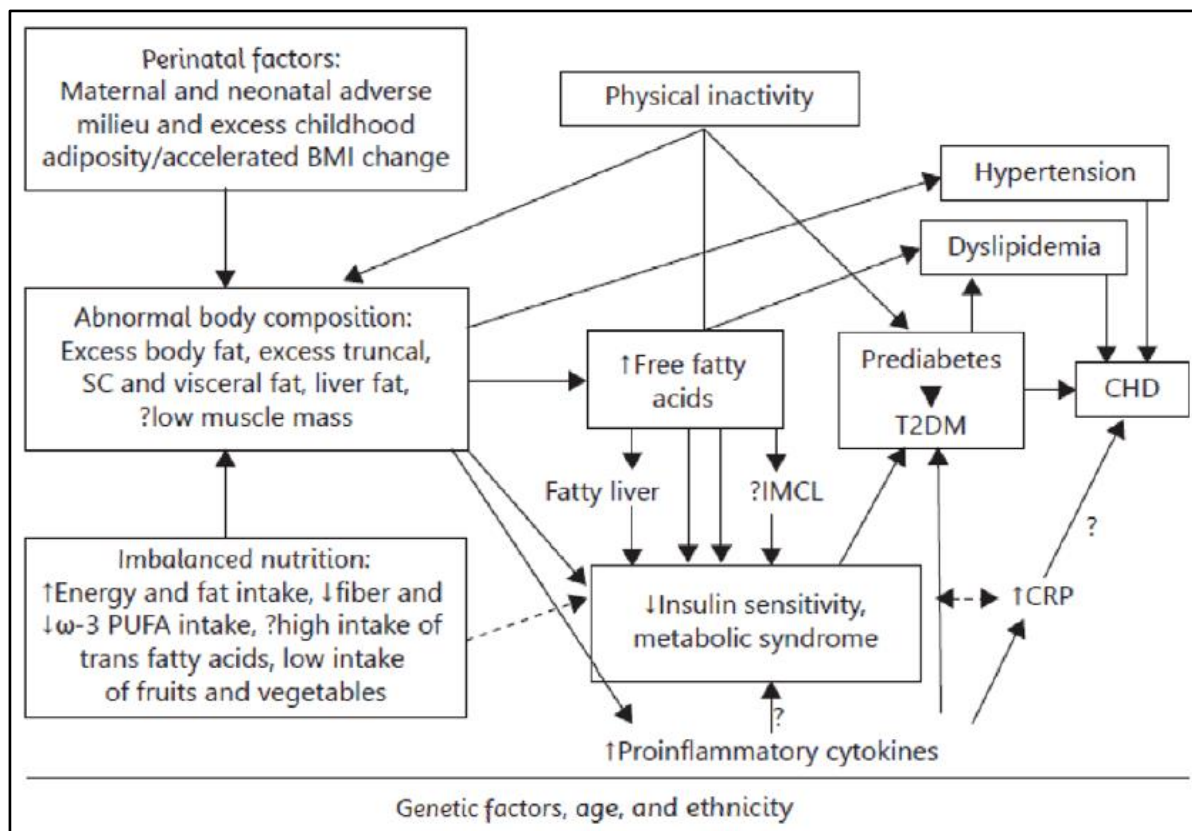 Perinatal factors:
Maternal and neonatal adverse
milieu and excess childhood
adiposity/accelerated BMI change
Physical inactivity
Hypertension
Dyslipidemia
Abnormal body composition:
Excess body fat, excess truncal,
SC and visceral fat, liver fat,
?low muscle mass
↑Free fatty
acids
Prediabetes
T2DM
CHD
Fatty liver
?IMCL
?
Imbalanced nutrition:
↑Energy and fat intake, ↓fiber and
↓ω-3 PUFA intake, ?high intake of
trans fatty acids, low intake
of fruits and vegetables
↓Insulin sensitivity,
metabolic syndrome
↑CRP
?
↑Proinflammatory cytokines
Genetic factors, age, and ethnicity